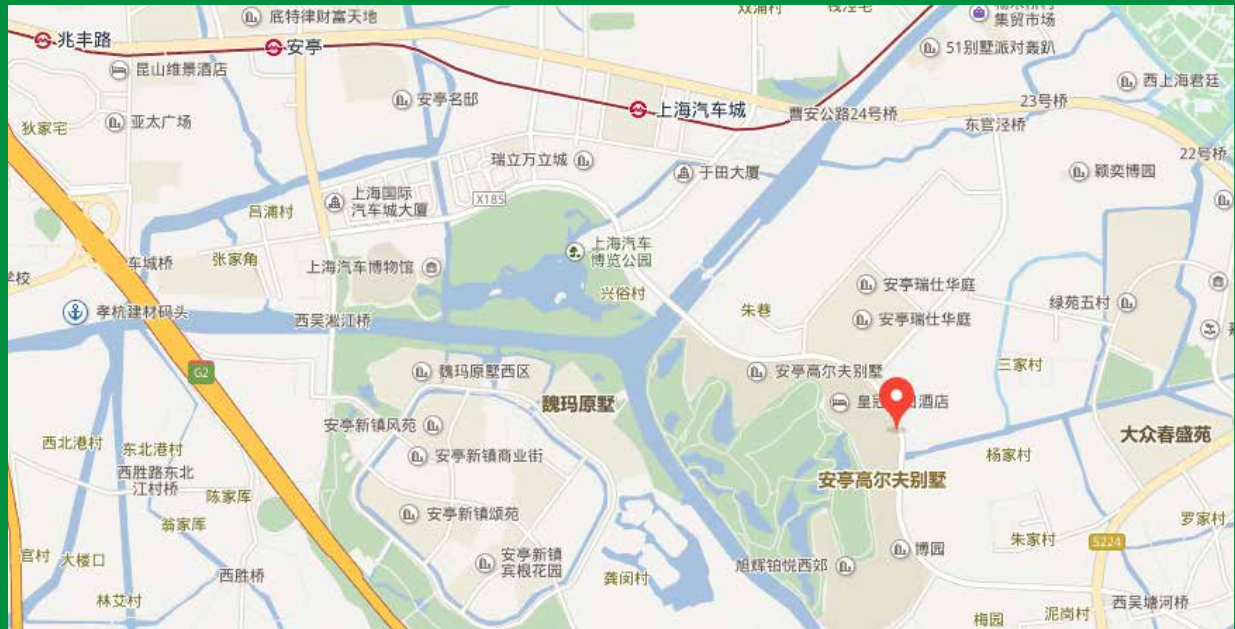 底特律财富天地
双浦村
钱泾宅
集贸市场
兆丰路
安亭
51别墅派对轰趴
昆山维景酒店
西上海君廷
安亭名邸
23号桥
上海汽车城
曹安公路24号桥
狄家宅
亚太广场
东官泾桥
22号桥
瑞立万立城
于田大厦
颖奕博园
上海国际
汽车城大厦
X185
吕浦村
上海汽车
博览公园
车城桥
张家角
上海汽车博物馆
学校
兴俗村
安亭瑞仕华庭
朱巷
绿苑五村
孝杭建材码头
西吴淞江桥
安亭瑞仕华庭
三家村
G2
魏玛原墅西区
安亭高尔夫别墅
魏玛原墅
皇冠
酒店
安亭新镇风苑
大众春盛苑
西北港村
东北港村
安亭新镇商业街
杨家村
西胜路东北
江村桥
安亭高尔夫别墅
陈家厍
安亭新镇颂苑
翁家厍
罗家村
朱家村
S224
官村
大楼口
安亭新镇
宾根花园
博园
旭辉铂悦西郊
西胜桥
龚闵村
林艾村
西吴塘河桥
梅园
泥岗村